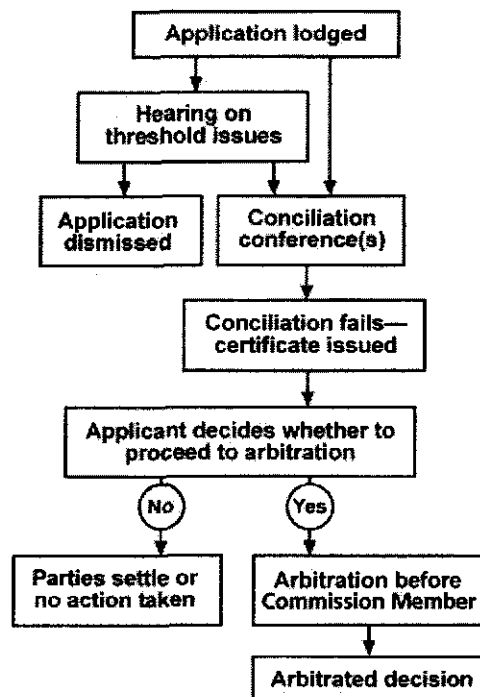 Application lodged
Hearing on
threshold issues
Application
dismissed
Conciliation
conference(s)
Conciliation fails—
certificate issued
Applicant decides whether to
proceed to arbitration
No
Yes
Parties settle or
no action taken
Arbitration before
Commission Member
Arbitrated decision